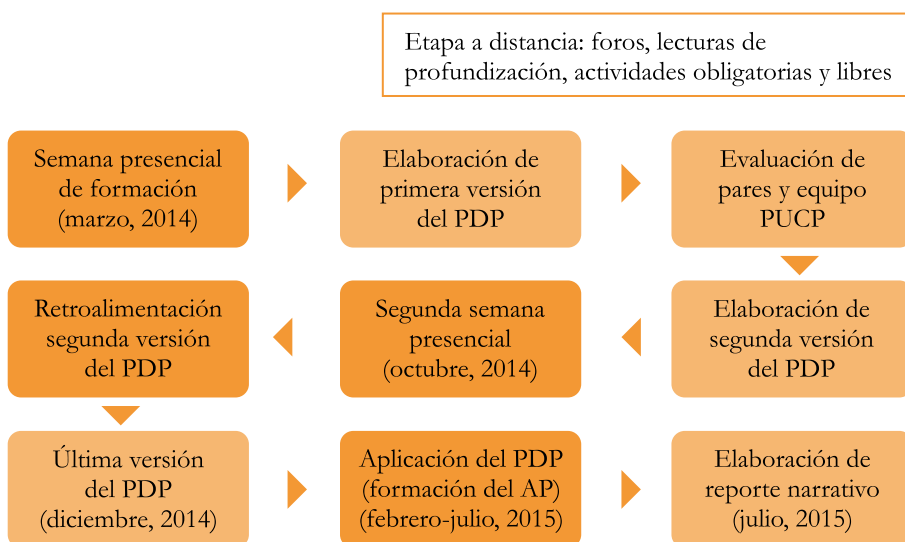 Etapa a distancia: foros, lecturas de
profundización, actividades obligatorias y libres
Semana presencial
de formación
(marzo, 2014)
Elaboración de
primera versión
del PDP
Evaluación de
pares y equipo
PUCP
Retroalimentación
segunda versión
del PDP
Segunda semana
presencial
(octubre, 2014)
Elaboración de
segunda versión
del PDP
Última versión
del PDP
(diciembre, 2014)
Aplicación del PDP
(formación del AP)
(febrero-julio, 2015)
Elaboración de
reporte narrativo
(julio, 2015)